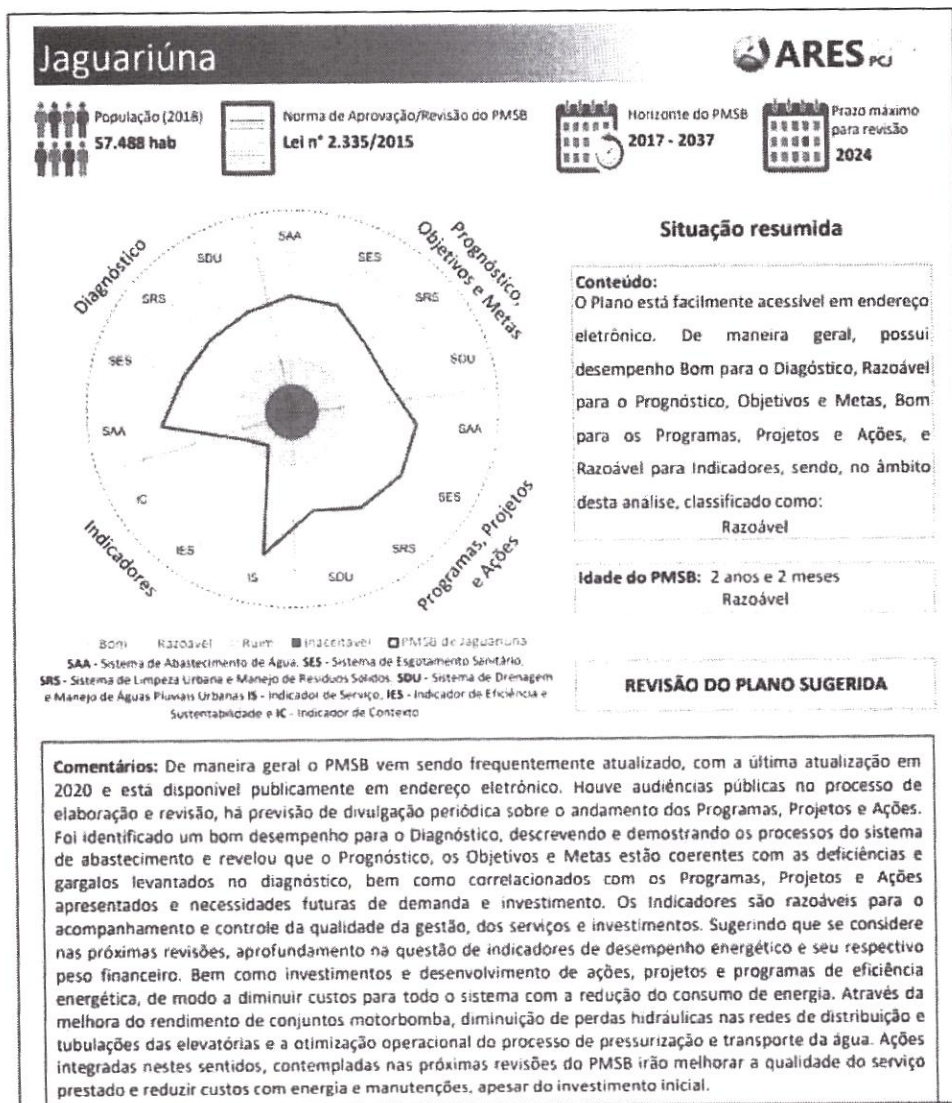 Jaguariúna
ARES PCJ
População (2018)
57.488 hab
Norma de Aprovação/Revisão do PMSB
Lei nº 2.335/2015
Horizonte do PMSB
2017 - 2037
Prazo máximo
para revisão
2024
Diagnóstico
Prognóstico,
Objetivos e Metas
Programas, Projetos
e Ações
Indicadores
SAA
SES
SRS
SDU
SAA
SES
SRS
SDU
IS
IES
IC
SAA
SES
SRS
SDU
Bom Razoável Ruim Inaceitável PMSB de Jaguariúna
SAA - Sistema de Abastecimento de Água, SES - Sistema de Esgotamento Sanitário,
SRS - Sistema de Limpeza Urbana e Manejo de Resíduos Sólidos, SDU - Sistema de Drenagem
e Manejo de Águas Pluviais Urbanas IS - Indicador de Serviço, IES - Indicador de Eficiência e
Sustentabilidade e IC - Indicador de Contexto
Situação resumida
Conteúdo:
O Plano está facilmente acessível em endereço
eletrônico. De maneira geral, possui
desempenho Bom para o Diagóstico, Razoável
para o Prognóstico, Objetivos e Metas, Bom
para os Programas, Projetos e Ações, e
Razoável para Indicadores, sendo, no âmbito
desta análise, classificado como:
Razoável
Idade do PMSB: 2 anos e 2 meses
Razoável
REVISÃO DO PLANO SUGERIDA
Comentários: De maneira geral o PMSB vem sendo frequentemente atualizado, com a última atualização em
2020 e está disponível publicamente em endereço eletrônico. Houve audiências públicas no processo de
elaboração e revisão, há previsão de divulgação periódica sobre o andamento dos Programas, Projetos e Ações.
Foi identificado um bom desempenho para o Diagnóstico, descrevendo e demostrando os processos do sistema
de abastecimento e revelou que o Prognóstico, os Objetivos e Metas estão coerentes com as deficiências e
gargalos levantados no diagnóstico, bem como correlacionados com os Programas, Projetos e Ações
apresentados e necessidades futuras de demanda e investimento. Os Indicadores são razoáveis para o
acompanhamento e controle da qualidade da gestão, dos serviços e investimentos. Sugerindo que se considere
nas próximas revisões, aprofundamento na questão de indicadores de desempenho energético e seu respectivo
peso financeiro. Bem como investimentos e desenvolvimento de ações, projetos e programas de eficiência
energética, de modo a diminuir custos para todo o sistema com a redução do consumo de energia. Através da
melhora do rendimento de conjuntos motorbomba, diminuição de perdas hidráulicas nas redes de distribuição e
tubulações das elevatórias e a otimização operacional do processo de pressurização e transporte da água. Ações
integradas nestes sentidos, contempladas nas próximas revisões do PMSB irão melhorar a qualidade do serviço
prestado e reduzir custos com energia e manutenções, apesar do investimento inicial.